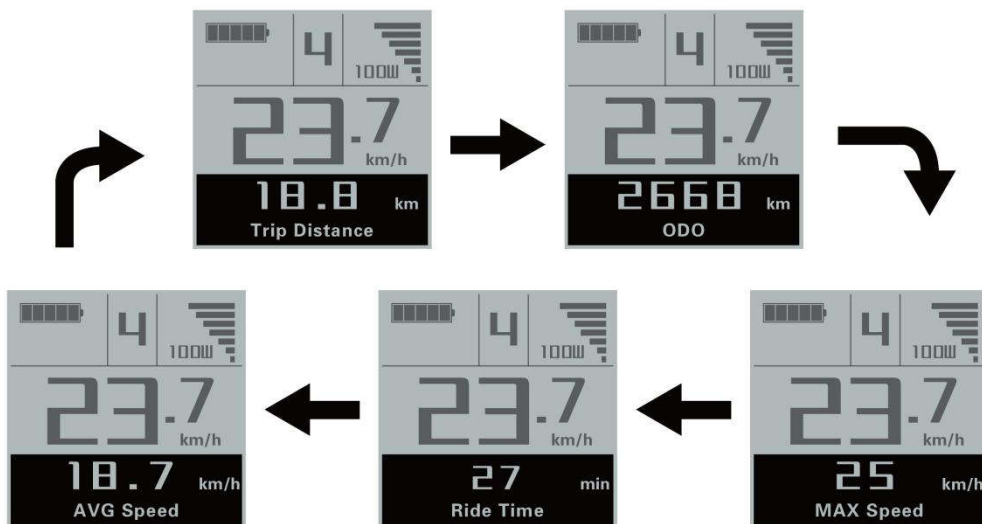 4
100W
23.7
km/h
18.8 km
Trip Distance
4
100W
23.7
km/h
2668 km
ODO
4
100W
23.7
km/h
18.7 km/h
AVG Speed
4
100W
23.7
km/h
27 min
Ride Time
4
100W
23.7
km/h
25 km/h
MAX Speed